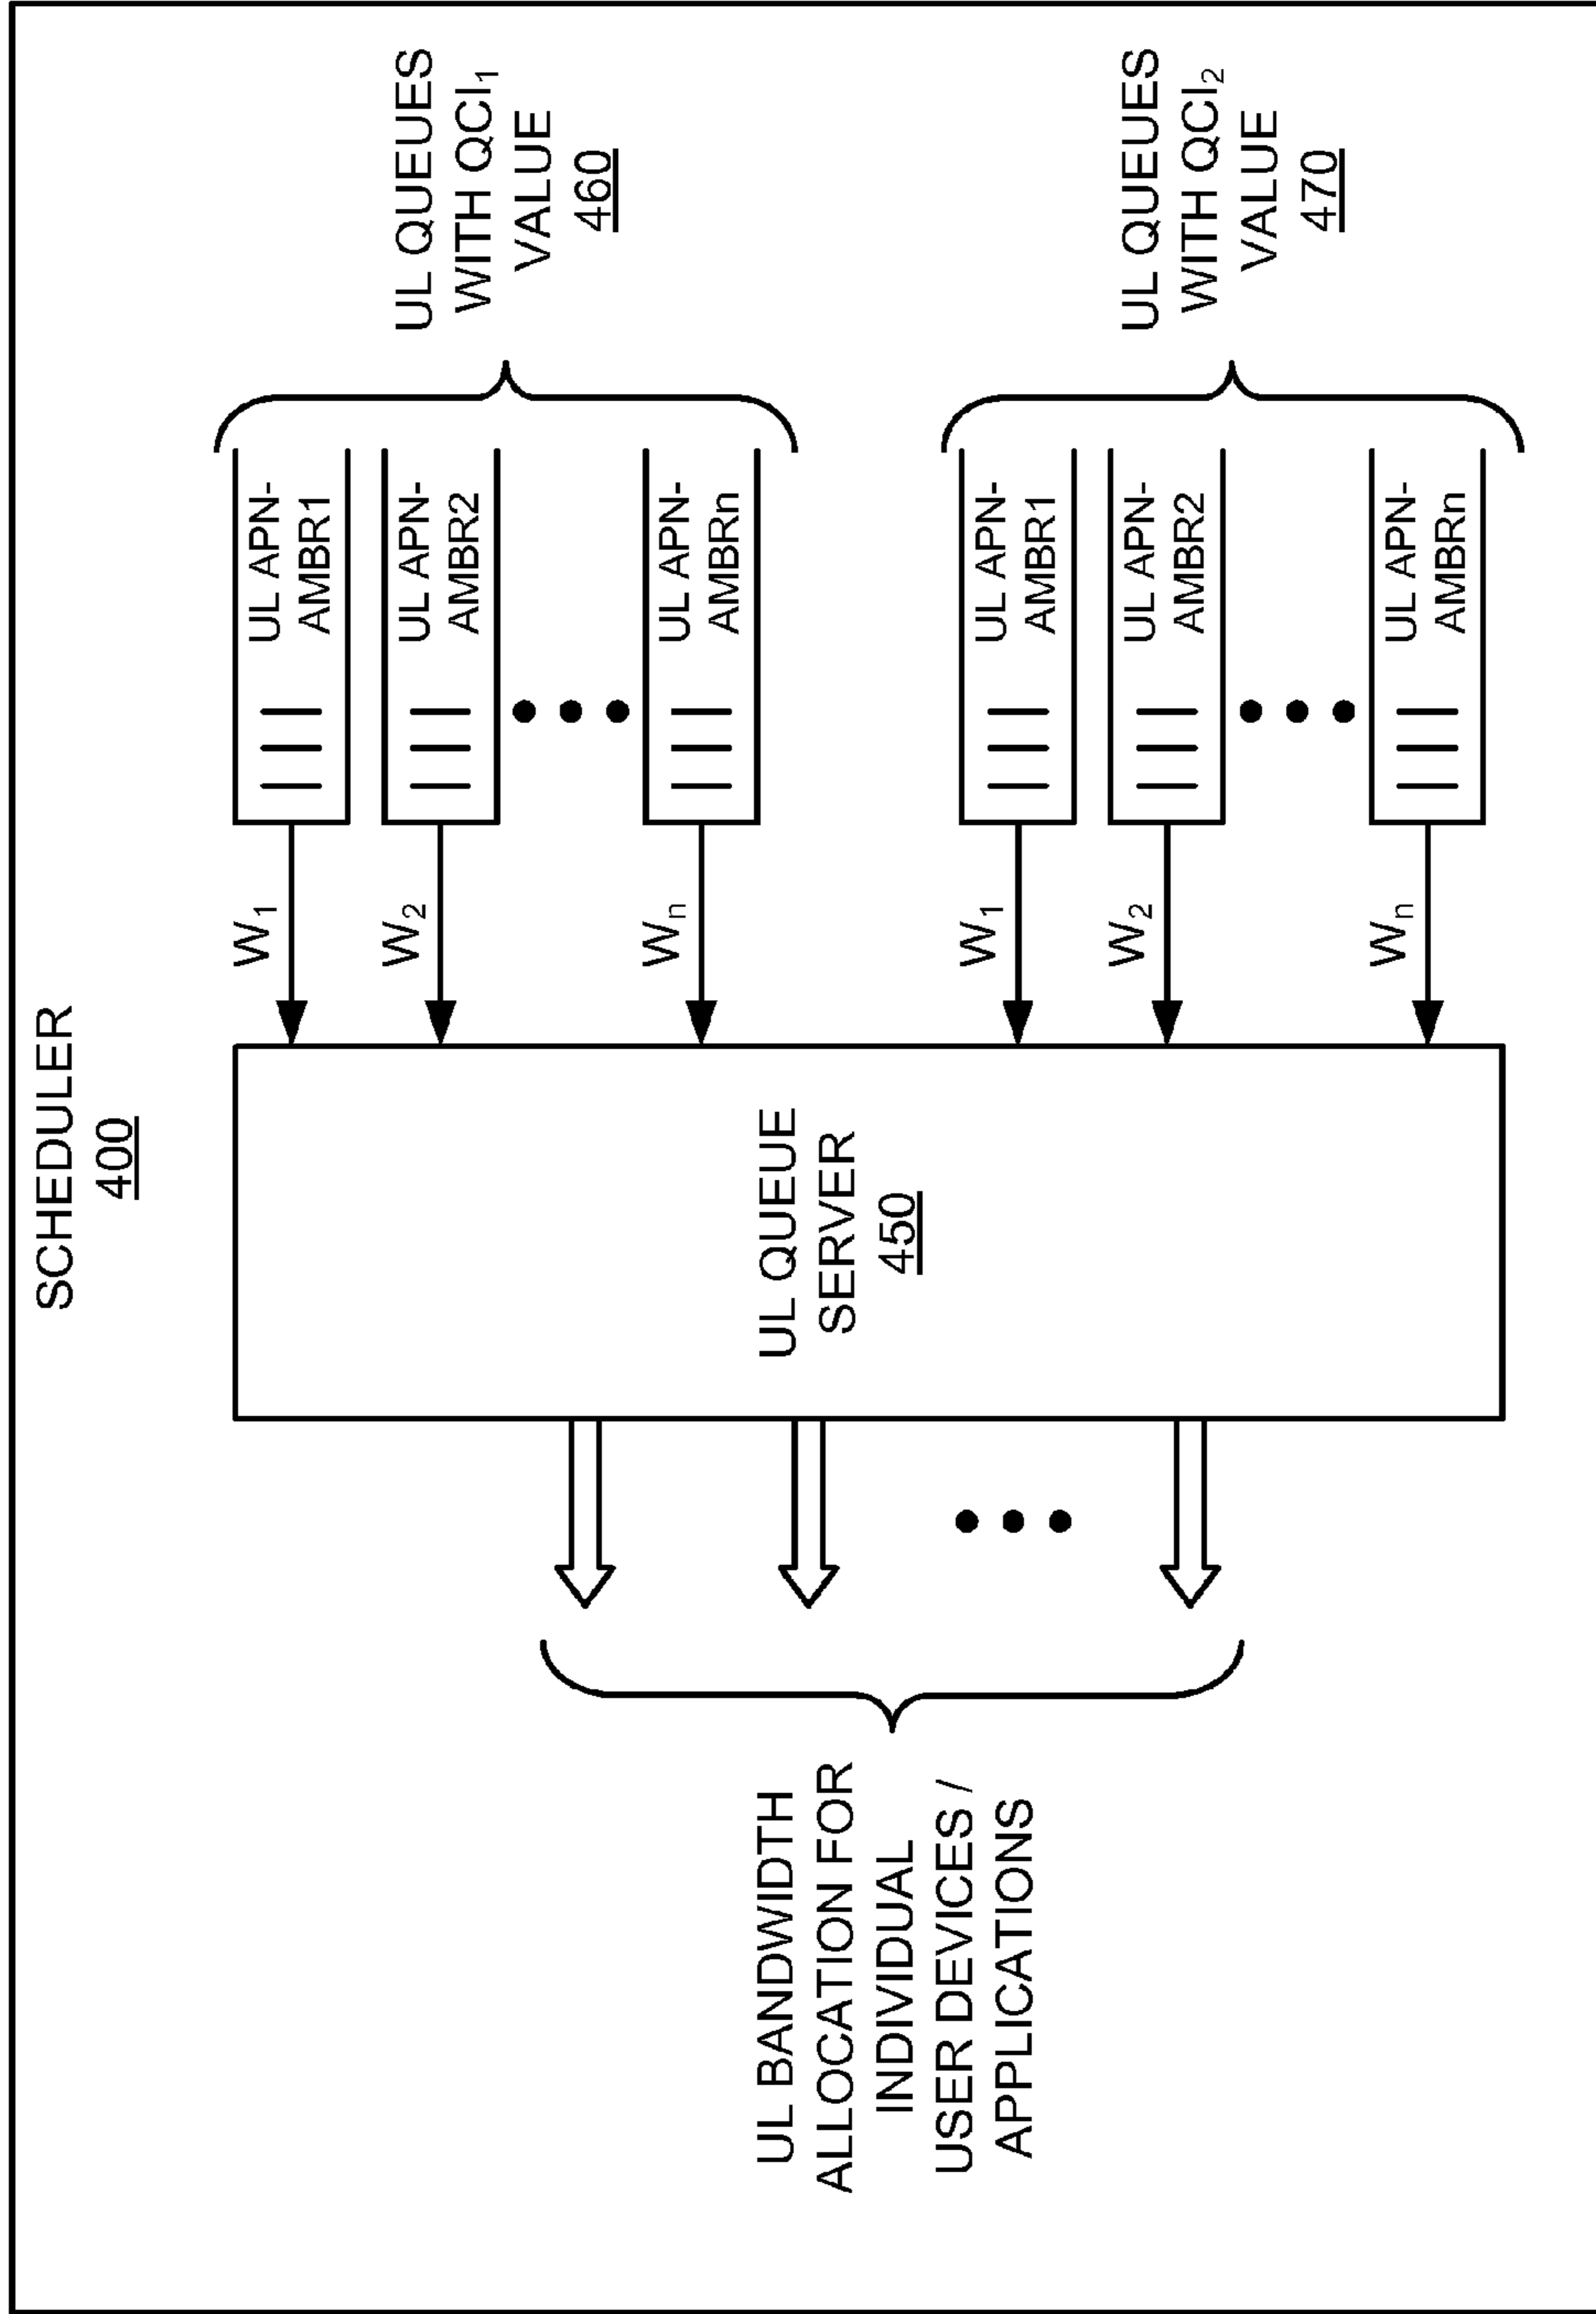 SCHEDULER
400
UL BANDWIDTH
ALLOCATION FOR
INDIVIDUAL
USER DEVICES /
APPLICATIONS
UL QUEUE
SERVER
450
W₁
W₂
Wₙ
W₁
W₂
Wₙ
UL APN-
AMBR1
UL APN-
AMBR2
UL APN-
AMBRn
UL APN-
AMBR1
UL APN-
AMBR2
UL APN-
AMBRn
UL QUEUES
WITH QCI₁
VALUE
460
UL QUEUES
WITH QCI₂
VALUE
470